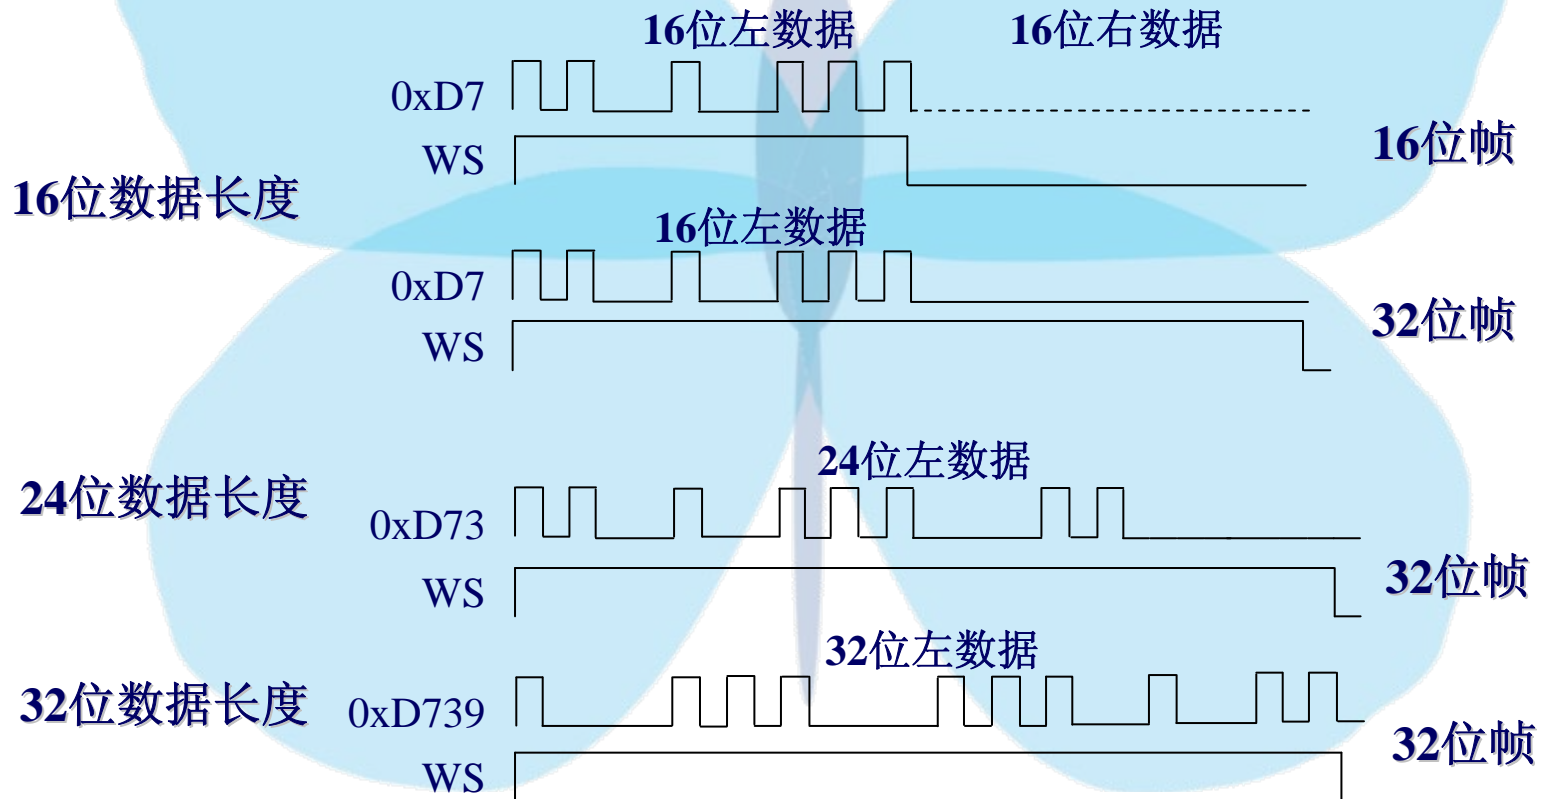 16位左数据 16位右数据
0xD7
WS
16位帧
16位数据长度
16位左数据
0xD7
WS
32位帧
24位左数据
24位数据长度
0xD73
WS
32位帧
32位左数据
32位数据长度
0xD739
WS
32位帧